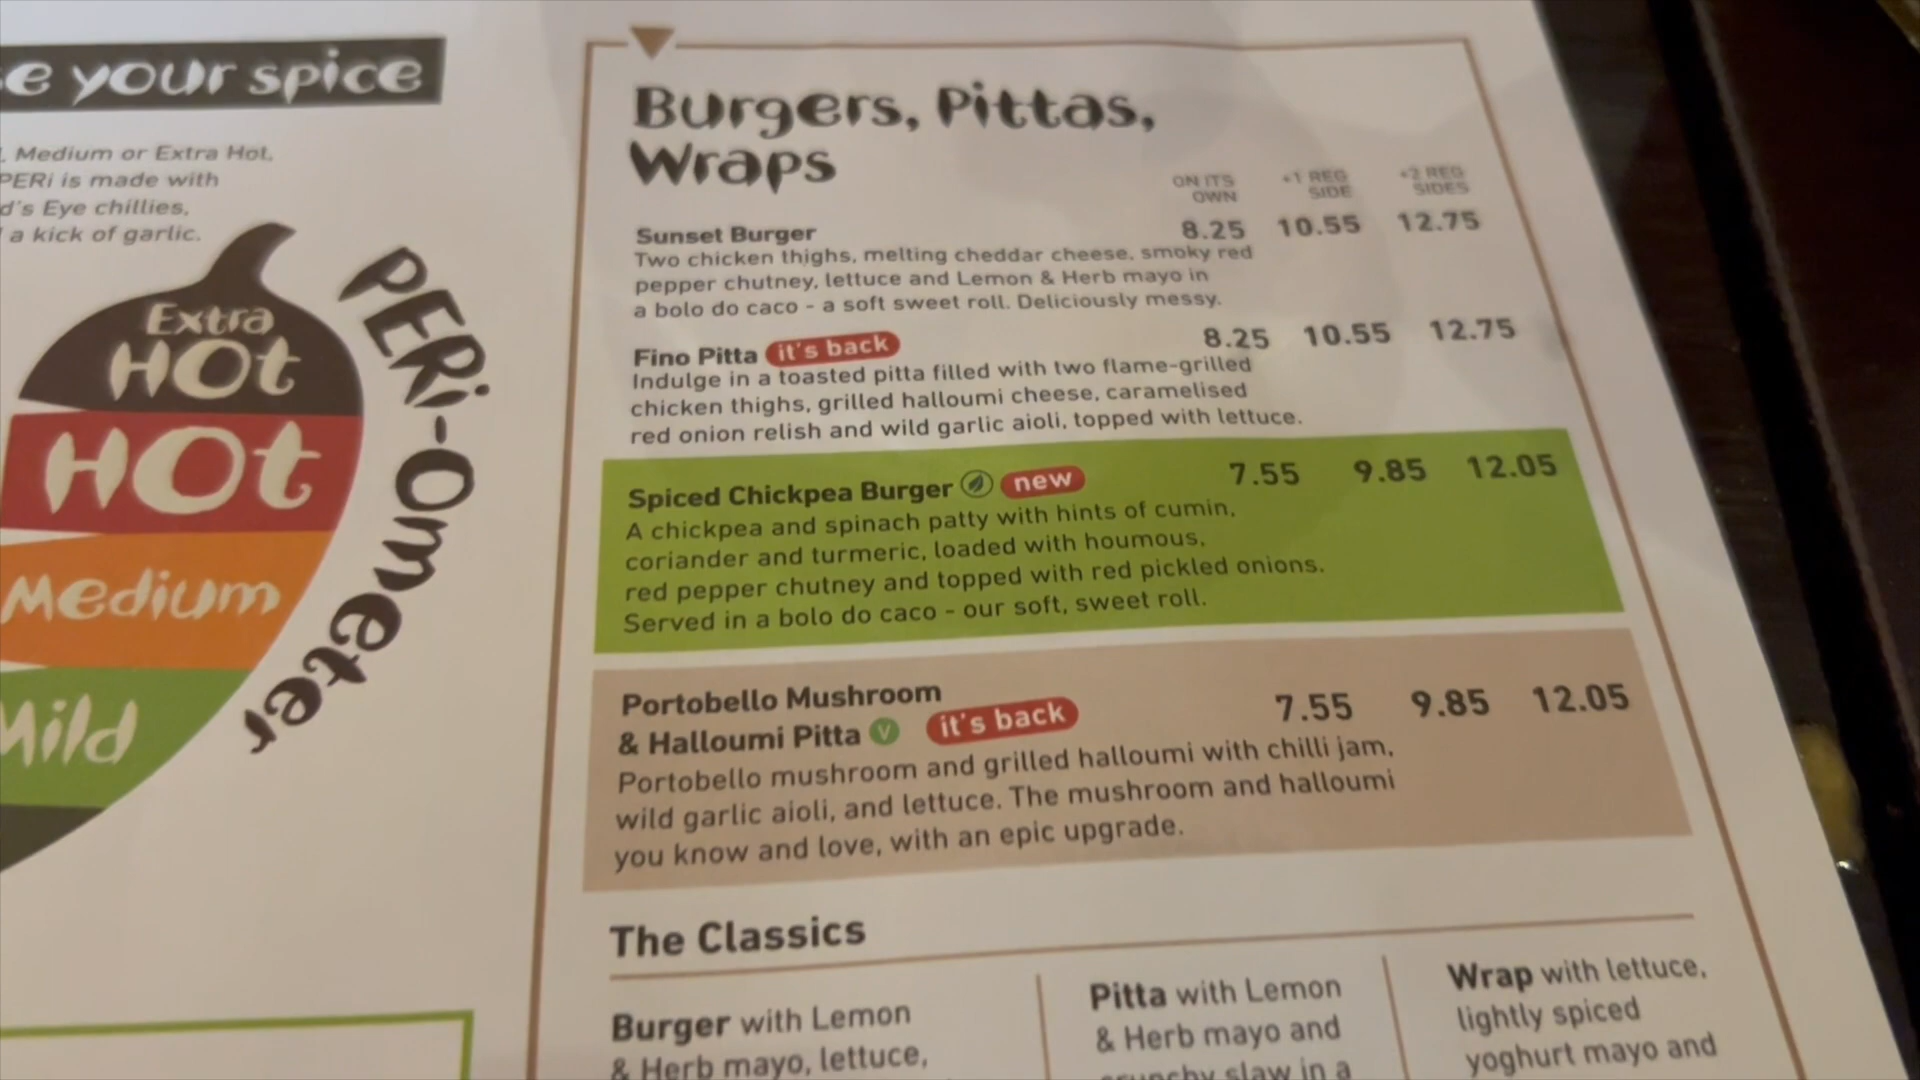 e your spice
, Medium or Extra Hot,
PERi is made with
d's Eye chillies,
a kick of garlic.
Extra
Hot
Hot
Medium
Mild
PERi-Ometer
Burgers, Pittas,
Wraps
ON ITS OWN +1 REG SIDE +2 REG SIDES
Sunset Burger 8.25 10.55 12.75
Two chicken thighs, melting cheddar cheese, smoky red
pepper chutney, lettuce and Lemon & Herb mayo in
a bolo do caco - a soft sweet roll. Deliciously messy.
Fino Pitta it's back 8.25 10.55 12.75
Indulge in a toasted pitta filled with two flame-grilled
chicken thighs, grilled halloumi cheese, caramelised
red onion relish and wild garlic aioli, topped with lettuce.
Spiced Chickpea Burger new 7.55 9.85 12.05
A chickpea and spinach patty with hints of cumin,
coriander and turmeric, loaded with houmous,
red pepper chutney and topped with red pickled onions.
Served in a bolo do caco - our soft, sweet roll.
Portobello Mushroom
& Halloumi Pitta V it's back 7.55 9.85 12.05
Portobello mushroom and grilled halloumi with chilli jam,
wild garlic aioli, and lettuce. The mushroom and halloumi
you know and love, with an epic upgrade.
The Classics
Burger with Lemon
& Herb mayo, lettuce,
Pitta with Lemon
& Herb mayo and
crunchy slaw in a
Wrap with lettuce,
lightly spiced
yoghurt mayo and